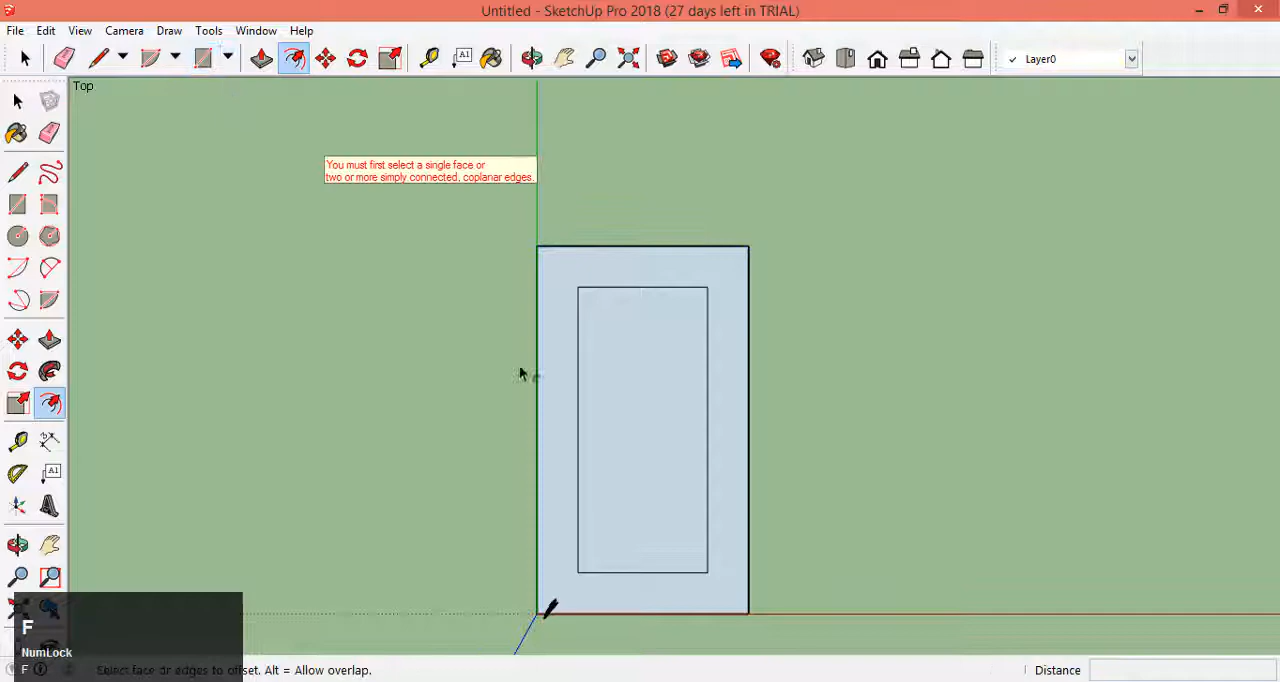 Untitled - SketchUp Pro 2018 (27 days left in TRIAL)
File Edit View Camera Draw Tools Window Help
A1
Layer0
Top
You must first select a single face or
two or more simply connected, coplanar edges.
A1
F
NumLock
F
Select face or edges to offset. Alt = Allow overlap.
Distance